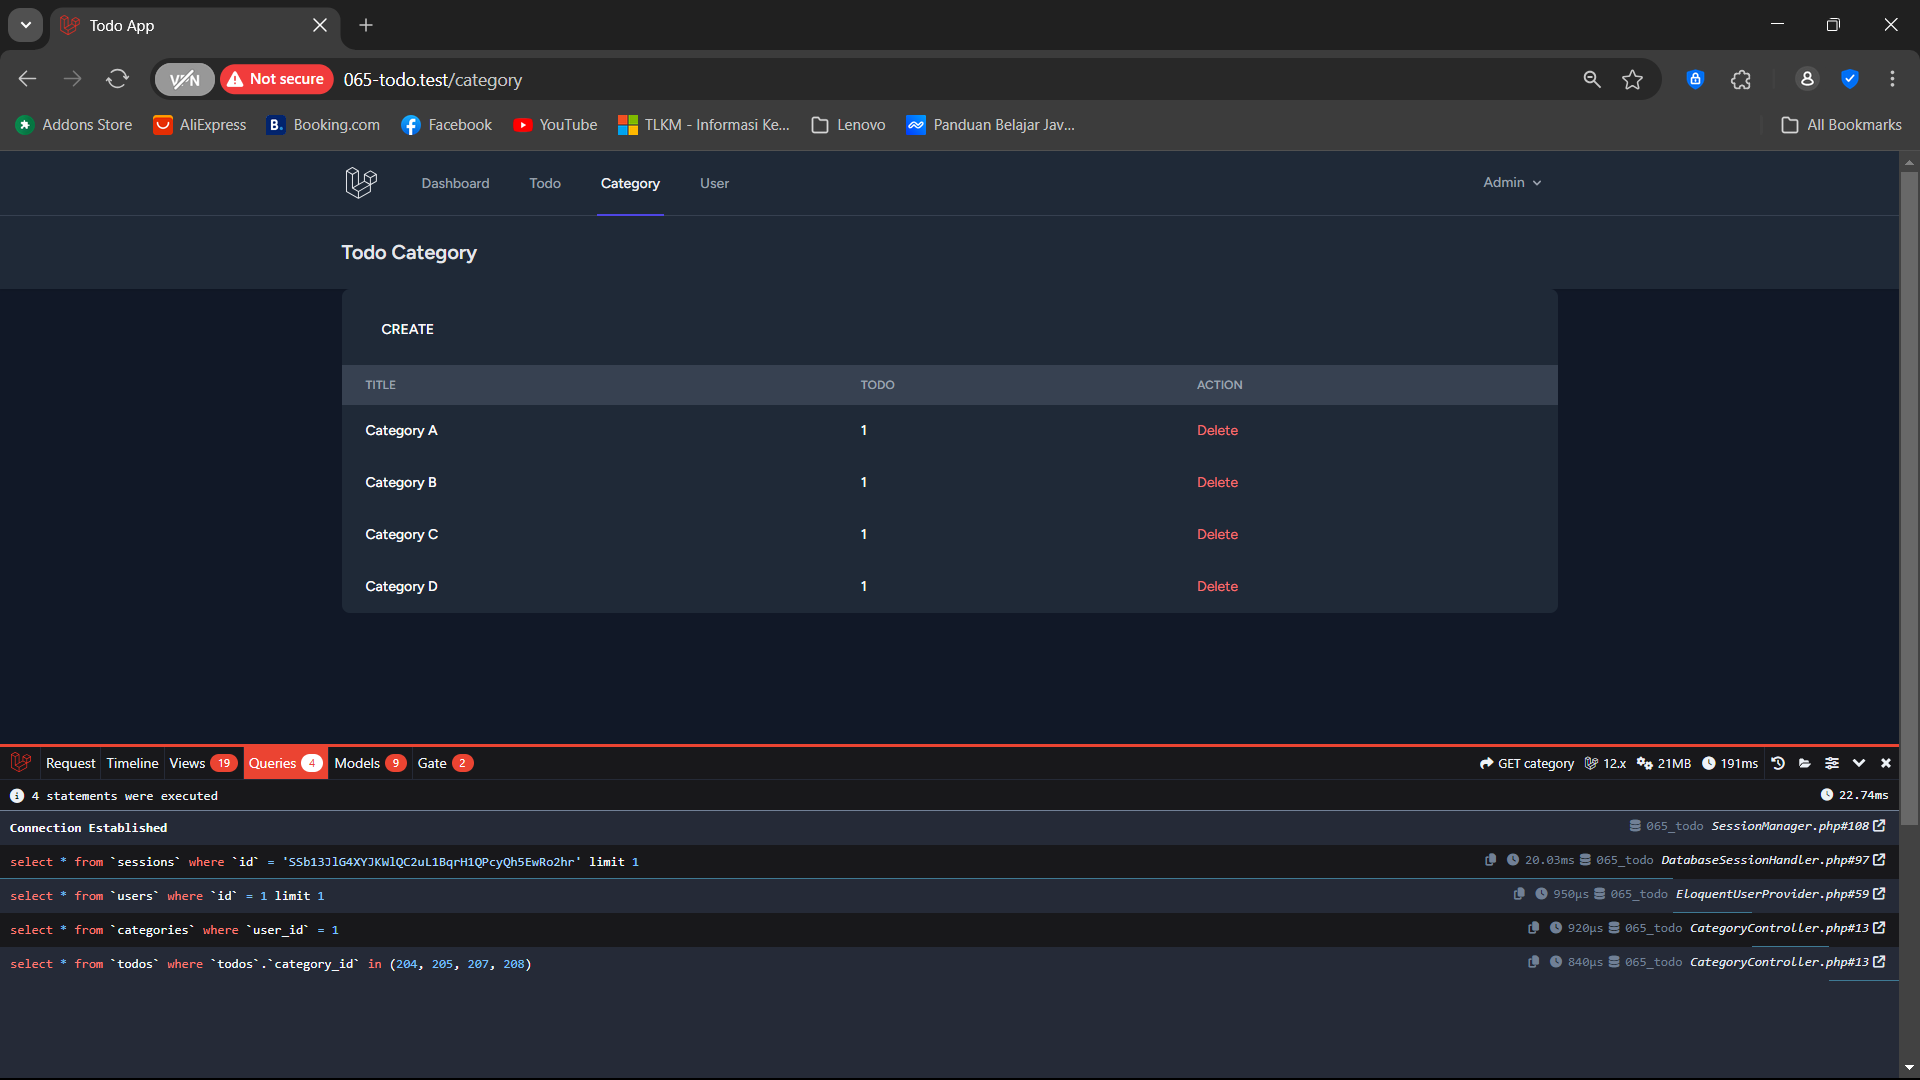 Todo App
VPN
Not secure 065-todo.test/category
Addons Store AliExpress B. Booking.com Facebook YouTube TLKM - Informasi Ke... Lenovo Panduan Belajar Jav... All Bookmarks
Dashboard Todo Category User Admin
Todo Category
CREATE
TITLE TODO ACTION
Category A 1 Delete
Category B 1 Delete
Category C 1 Delete
Category D 1 Delete
Request Timeline Views 19 Queries 4 Models 9 Gate 2 GET category 12.x 21MB 191ms
4 statements were executed 22.74ms
Connection Established 065_todo SessionManager.php#108
select * from `sessions` where `id` = 'SSb13JlG4XYJKWlQC2uL1BqrH1QPcyQh5EwRo2hr' limit 1 20.03ms 065_todo DatabaseSessionHandler.php#97
select * from `users` where `id` = 1 limit 1 950μs 065_todo EloquentUserProvider.php#59
select * from `categories` where `user_id` = 1 920μs 065_todo CategoryController.php#13
select * from `todos` where `todos`.`category_id` in (204, 205, 207, 208) 840μs 065_todo CategoryController.php#13